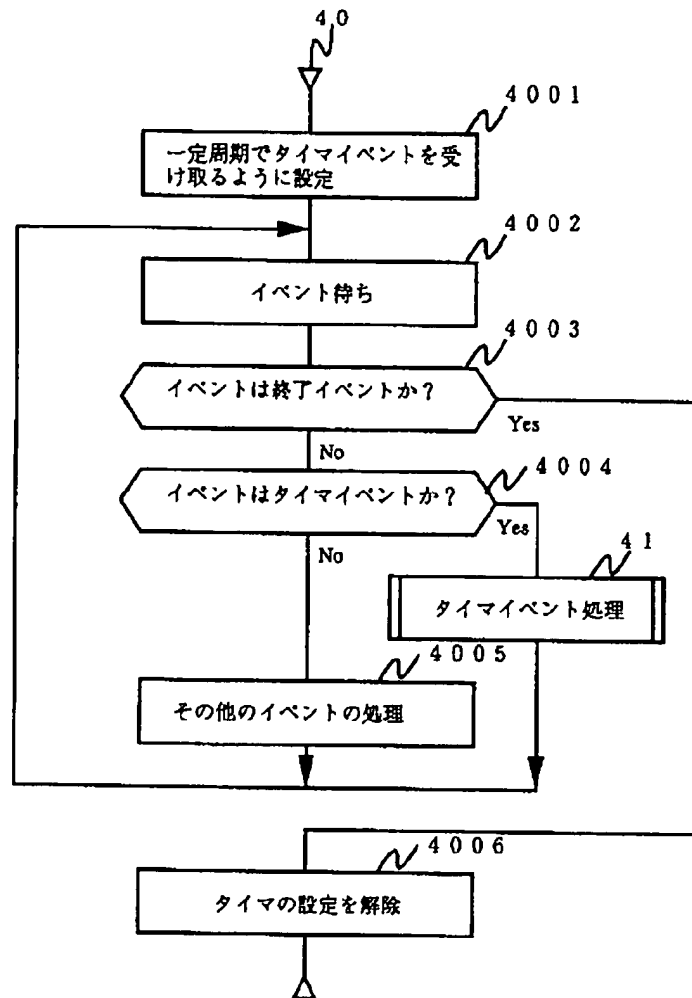 40
4001
一定周期でタイマイベントを受
け取るように設定
4002
イベント待ち
4003
イベントは終了イベントか?
Yes
No
4004
イベントはタイマイベントか?
Yes
No
41
タイマイベント処理
4005
その他のイベントの処理
4006
タイマの設定を解除